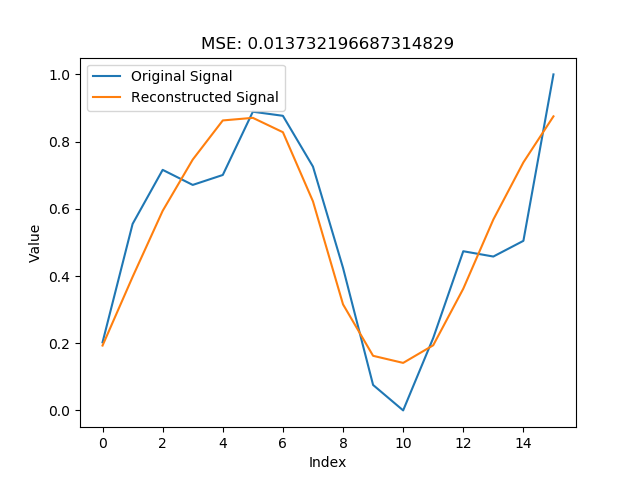 MSE: 0.013732196687314829
Original Signal
Reconstructed Signal
1.0
0.8
0.6
0.4
0.2
0.0
Value
0 2 4 6 8 10 12 14
Index